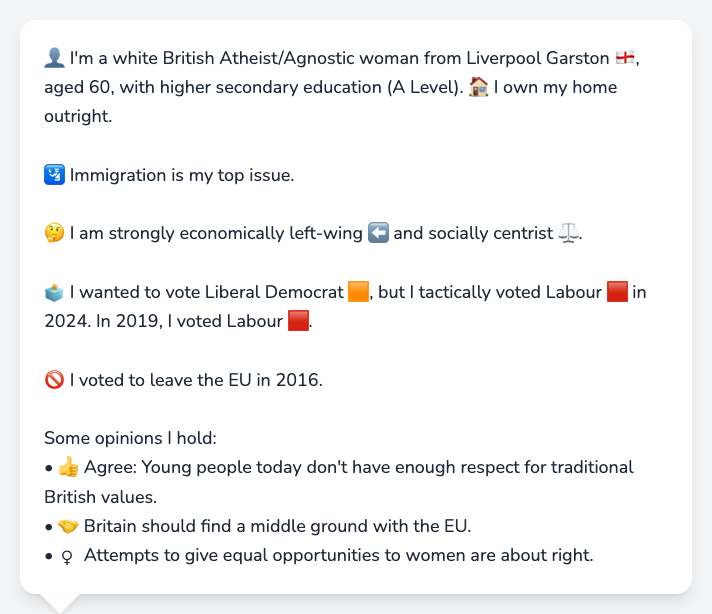 👤 I'm a white British Atheist/Agnostic woman from Liverpool Garston 🏴󠁧󠁢󠁥󠁮󠁧󠁿,
aged 60, with higher secondary education (A Level). 🏠 I own my home
outright.
🛂 Immigration is my top issue.
🤔 I am strongly economically left-wing ⬅️ and socially centrist ⚖️.
🗳️ I wanted to vote Liberal Democrat 🟧, but I tactically voted Labour 🟥 in
2024. In 2019, I voted Labour 🟥.
🚫 I voted to leave the EU in 2016.
Some opinions I hold:
• 👍 Agree: Young people today don't have enough respect for traditional
British values.
• 🤝 Britain should find a middle ground with the EU.
• ♀ Attempts to give equal opportunities to women are about right.